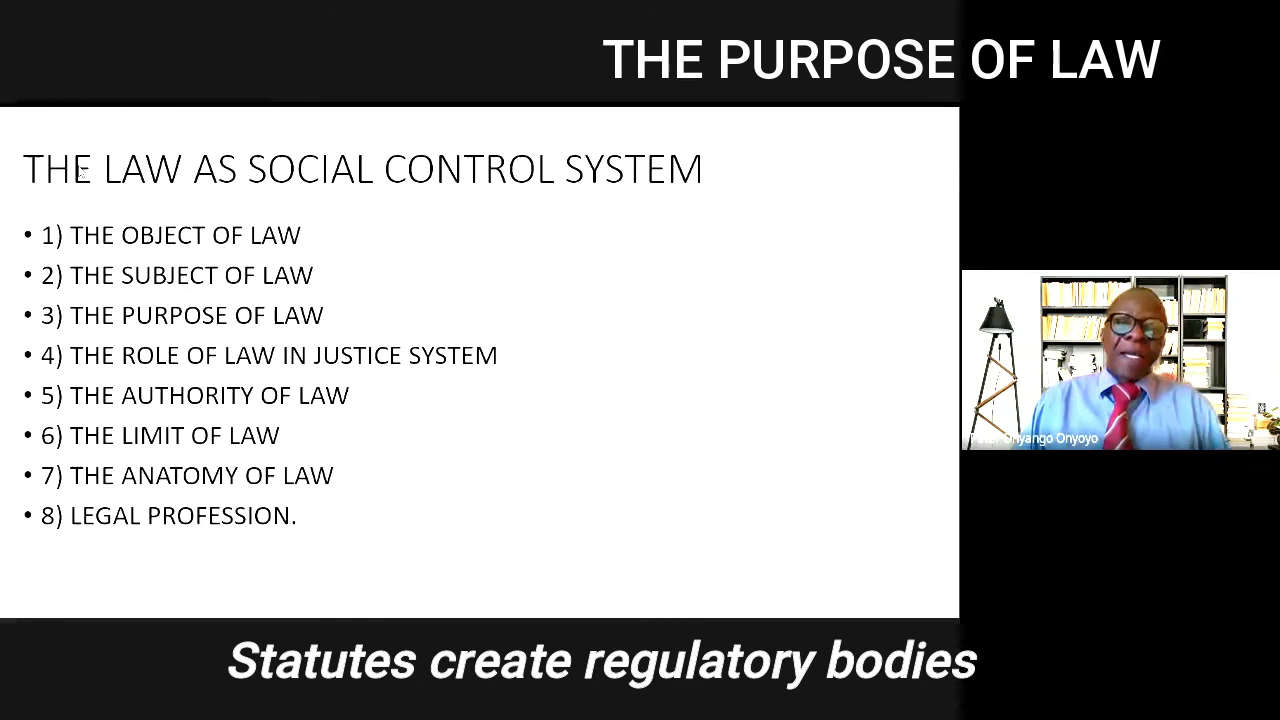 THE PURPOSE OF LAW
THE LAW AS SOCIAL CONTROL SYSTEM
• 1) THE OBJECT OF LAW
• 2) THE SUBJECT OF LAW
• 3) THE PURPOSE OF LAW
• 4) THE ROLE OF LAW IN JUSTICE SYSTEM
• 5) THE AUTHORITY OF LAW
• 6) THE LIMIT OF LAW
• 7) THE ANATOMY OF LAW
• 8) LEGAL PROFESSION.
Peter Onyango Onyoyo
Statutes create regulatory bodies